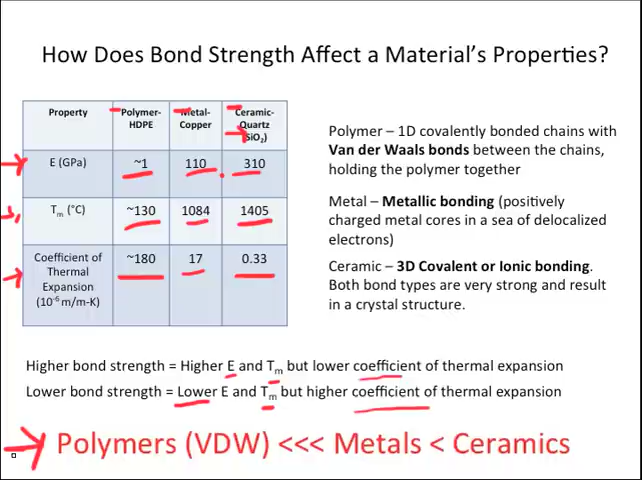 How Does Bond Strength Affect a Material's Properties?
Property
Polymer-
HDPE
Metal-
Copper
Ceramic-
Quartz
(SiO₂)
E (GPa)
~1
110
310
Tₘ (°C)
~130
1084
1405
Coefficient of
Thermal
Expansion
(10⁻⁶ m/m-K)
~180
17
0.33
Polymer – 1D covalently bonded chains with
Van der Waals bonds between the chains,
holding the polymer together
Metal – Metallic bonding (positively
charged metal cores in a sea of delocalized
electrons)
Ceramic – 3D Covalent or Ionic bonding.
Both bond types are very strong and result
in a crystal structure.
Higher bond strength = Higher E and Tₘ but lower coefficient of thermal expansion
Lower bond strength = Lower E and Tₘ but higher coefficient of thermal expansion
Polymers (VDW) <<< Metals < Ceramics